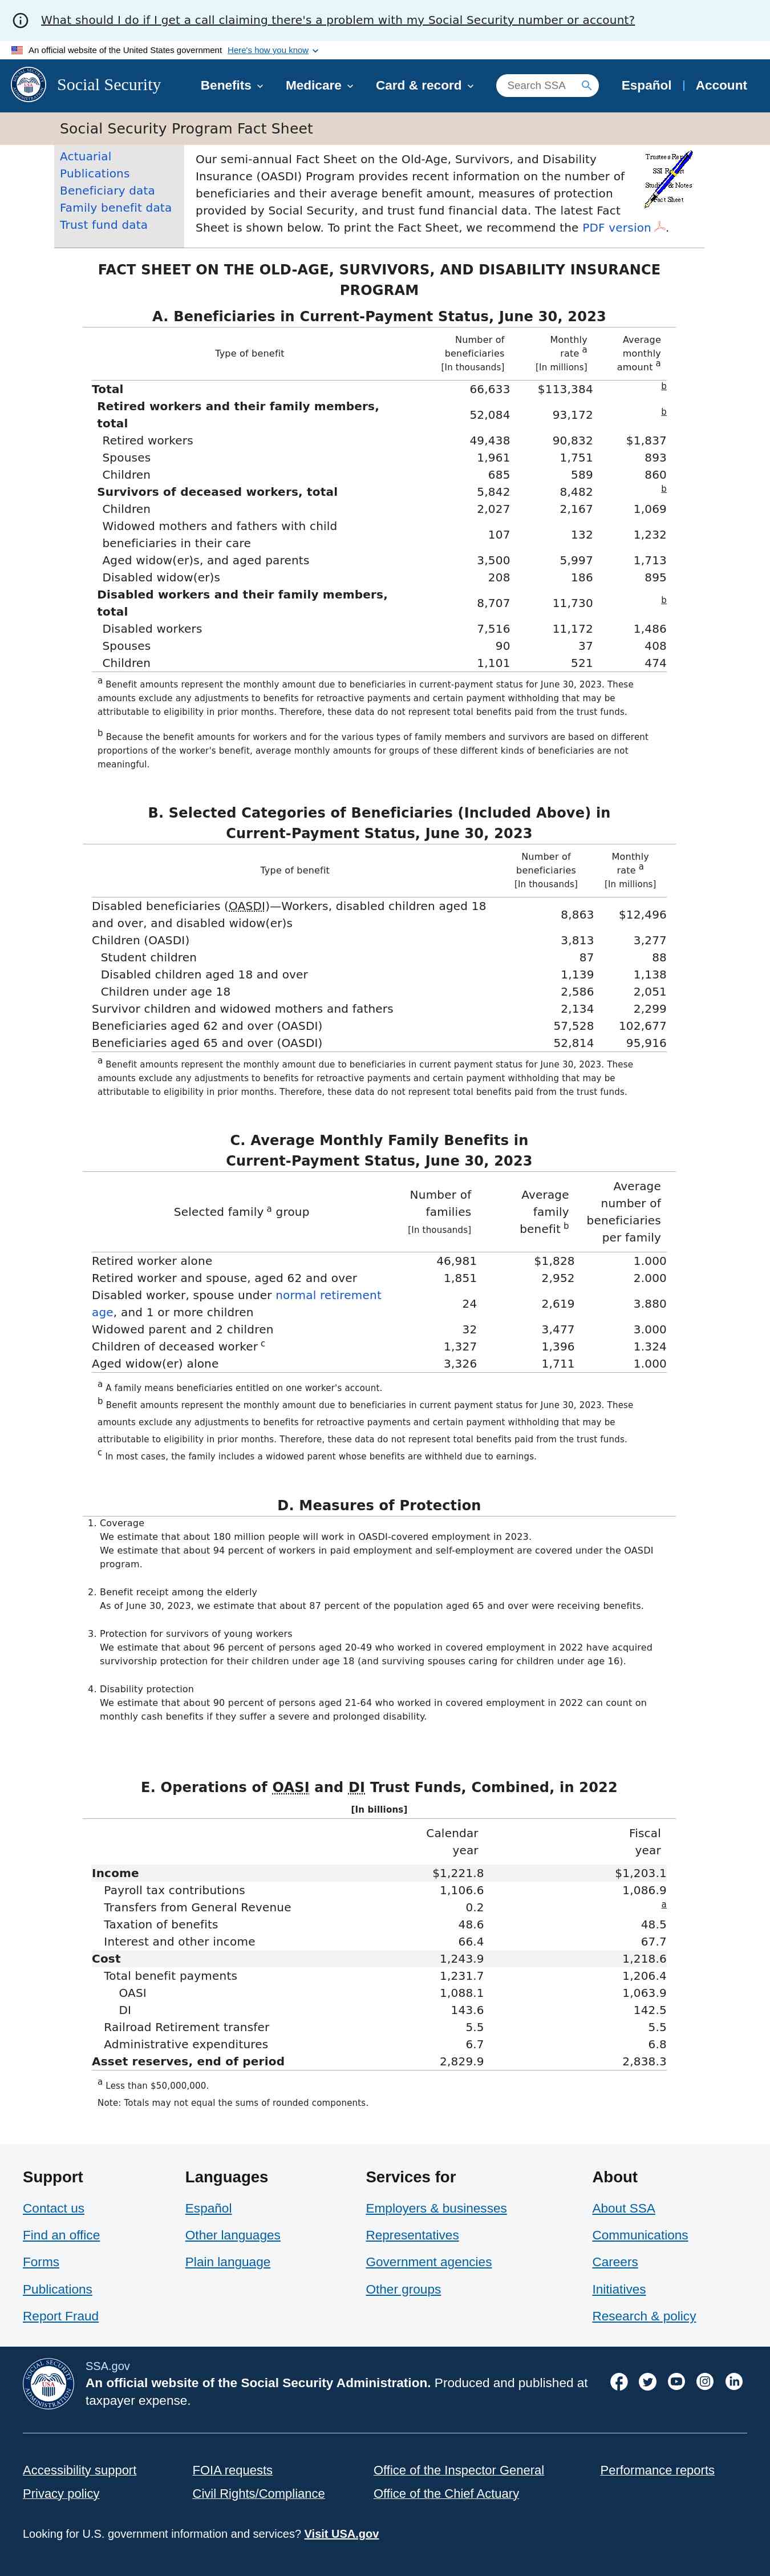 What should I do if I get a call claiming there's a problem with my Social Security number or account?
An official website of the United States government Here's how you know
Social Security
Benefits
Medicare
Card & record
Search SSA
Español
Account
Social Security Program Fact Sheet
Actuarial
Publications
Beneficiary data
Family benefit data
Trust fund data
Our semi-annual Fact Sheet on the Old-Age, Survivors, and Disability
Insurance (OASDI) Program provides recent information on the number of
beneficiaries and their average benefit amount, measures of protection
provided by Social Security, and trust fund financial data. The latest Fact
Sheet is shown below. To print the Fact Sheet, we recommend the PDF version .
FACT SHEET ON THE OLD-AGE, SURVIVORS, AND DISABILITY INSURANCE
PROGRAM
A. Beneficiaries in Current-Payment Status, June 30, 2023
Type of benefit
Number of
beneficiaries
[In thousands]
Monthly
rate a
[In millions]
Average
monthly
amount a
Total 66,633 $113,384 b
Retired workers and their family members,
total 52,084 93,172 b
Retired workers 49,438 90,832 $1,837
Spouses 1,961 1,751 893
Children 685 589 860
Survivors of deceased workers, total 5,842 8,482 b
Children 2,027 2,167 1,069
Widowed mothers and fathers with child
beneficiaries in their care 107 132 1,232
Aged widow(er)s, and aged parents 3,500 5,997 1,713
Disabled widow(er)s 208 186 895
Disabled workers and their family members,
total 8,707 11,730 b
Disabled workers 7,516 11,172 1,486
Spouses 90 37 408
Children 1,101 521 474
a Benefit amounts represent the monthly amount due to beneficiaries in current-payment status for June 30, 2023. These
amounts exclude any adjustments to benefits for retroactive payments and certain payment withholding that may be
attributable to eligibility in prior months. Therefore, these data do not represent total benefits paid from the trust funds.
b Because the benefit amounts for workers and for the various types of family members and survivors are based on different
proportions of the worker's benefit, average monthly amounts for groups of these different kinds of beneficiaries are not
meaningful.
B. Selected Categories of Beneficiaries (Included Above) in
Current-Payment Status, June 30, 2023
Type of benefit
Number of
beneficiaries
[In thousands]
Monthly
rate a
[In millions]
Disabled beneficiaries (OASDI)—Workers, disabled children aged 18
and over, and disabled widow(er)s 8,863 $12,496
Children (OASDI) 3,813 3,277
Student children 87 88
Disabled children aged 18 and over 1,139 1,138
Children under age 18 2,586 2,051
Survivor children and widowed mothers and fathers 2,134 2,299
Beneficiaries aged 62 and over (OASDI) 57,528 102,677
Beneficiaries aged 65 and over (OASDI) 52,814 95,916
a Benefit amounts represent the monthly amount due to beneficiaries in current payment status for June 30, 2023. These
amounts exclude any adjustments to benefits for retroactive payments and certain payment withholding that may be
attributable to eligibility in prior months. Therefore, these data do not represent total benefits paid from the trust funds.
C. Average Monthly Family Benefits in
Current-Payment Status, June 30, 2023
Selected family a group
Number of
families
[In thousands]
Average
family
benefit b
Average
number of
beneficiaries
per family
Retired worker alone 46,981 $1,828 1.000
Retired worker and spouse, aged 62 and over 1,851 2,952 2.000
Disabled worker, spouse under normal retirement
age, and 1 or more children 24 2,619 3.880
Widowed parent and 2 children 32 3,477 3.000
Children of deceased worker c 1,327 1,396 1.324
Aged widow(er) alone 3,326 1,711 1.000
a A family means beneficiaries entitled on one worker's account.
b Benefit amounts represent the monthly amount due to beneficiaries in current payment status for June 30, 2023. These
amounts exclude any adjustments to benefits for retroactive payments and certain payment withholding that may be
attributable to eligibility in prior months. Therefore, these data do not represent total benefits paid from the trust funds.
c In most cases, the family includes a widowed parent whose benefits are withheld due to earnings.
D. Measures of Protection
1. Coverage
We estimate that about 180 million people will work in OASDI-covered employment in 2023.
We estimate that about 94 percent of workers in paid employment and self-employment are covered under the OASDI
program.
2. Benefit receipt among the elderly
As of June 30, 2023, we estimate that about 87 percent of the population aged 65 and over were receiving benefits.
3. Protection for survivors of young workers
We estimate that about 96 percent of persons aged 20-49 who worked in covered employment in 2022 have acquired
survivorship protection for their children under age 18 (and surviving spouses caring for children under age 16).
4. Disability protection
We estimate that about 90 percent of persons aged 21-64 who worked in covered employment in 2022 can count on
monthly cash benefits if they suffer a severe and prolonged disability.
E. Operations of OASI and DI Trust Funds, Combined, in 2022
[In billions]
Calendar
year
Fiscal
year
Income $1,221.8 $1,203.1
Payroll tax contributions 1,106.6 1,086.9
Transfers from General Revenue 0.2 a
Taxation of benefits 48.6 48.5
Interest and other income 66.4 67.7
Cost 1,243.9 1,218.6
Total benefit payments 1,231.7 1,206.4
OASI 1,088.1 1,063.9
DI 143.6 142.5
Railroad Retirement transfer 5.5 5.5
Administrative expenditures 6.7 6.8
Asset reserves, end of period 2,829.9 2,838.3
a Less than $50,000,000.
Note: Totals may not equal the sums of rounded components.
Support
Contact us
Find an office
Forms
Publications
Report Fraud
Languages
Español
Other languages
Plain language
Services for
Employers & businesses
Representatives
Government agencies
Other groups
About
About SSA
Communications
Careers
Initiatives
Research & policy
SSA.gov
An official website of the Social Security Administration. Produced and published at
taxpayer expense.
Accessibility support
FOIA requests
Office of the Inspector General
Performance reports
Privacy policy
Civil Rights/Compliance
Office of the Chief Actuary
Looking for U.S. government information and services? Visit USA.gov